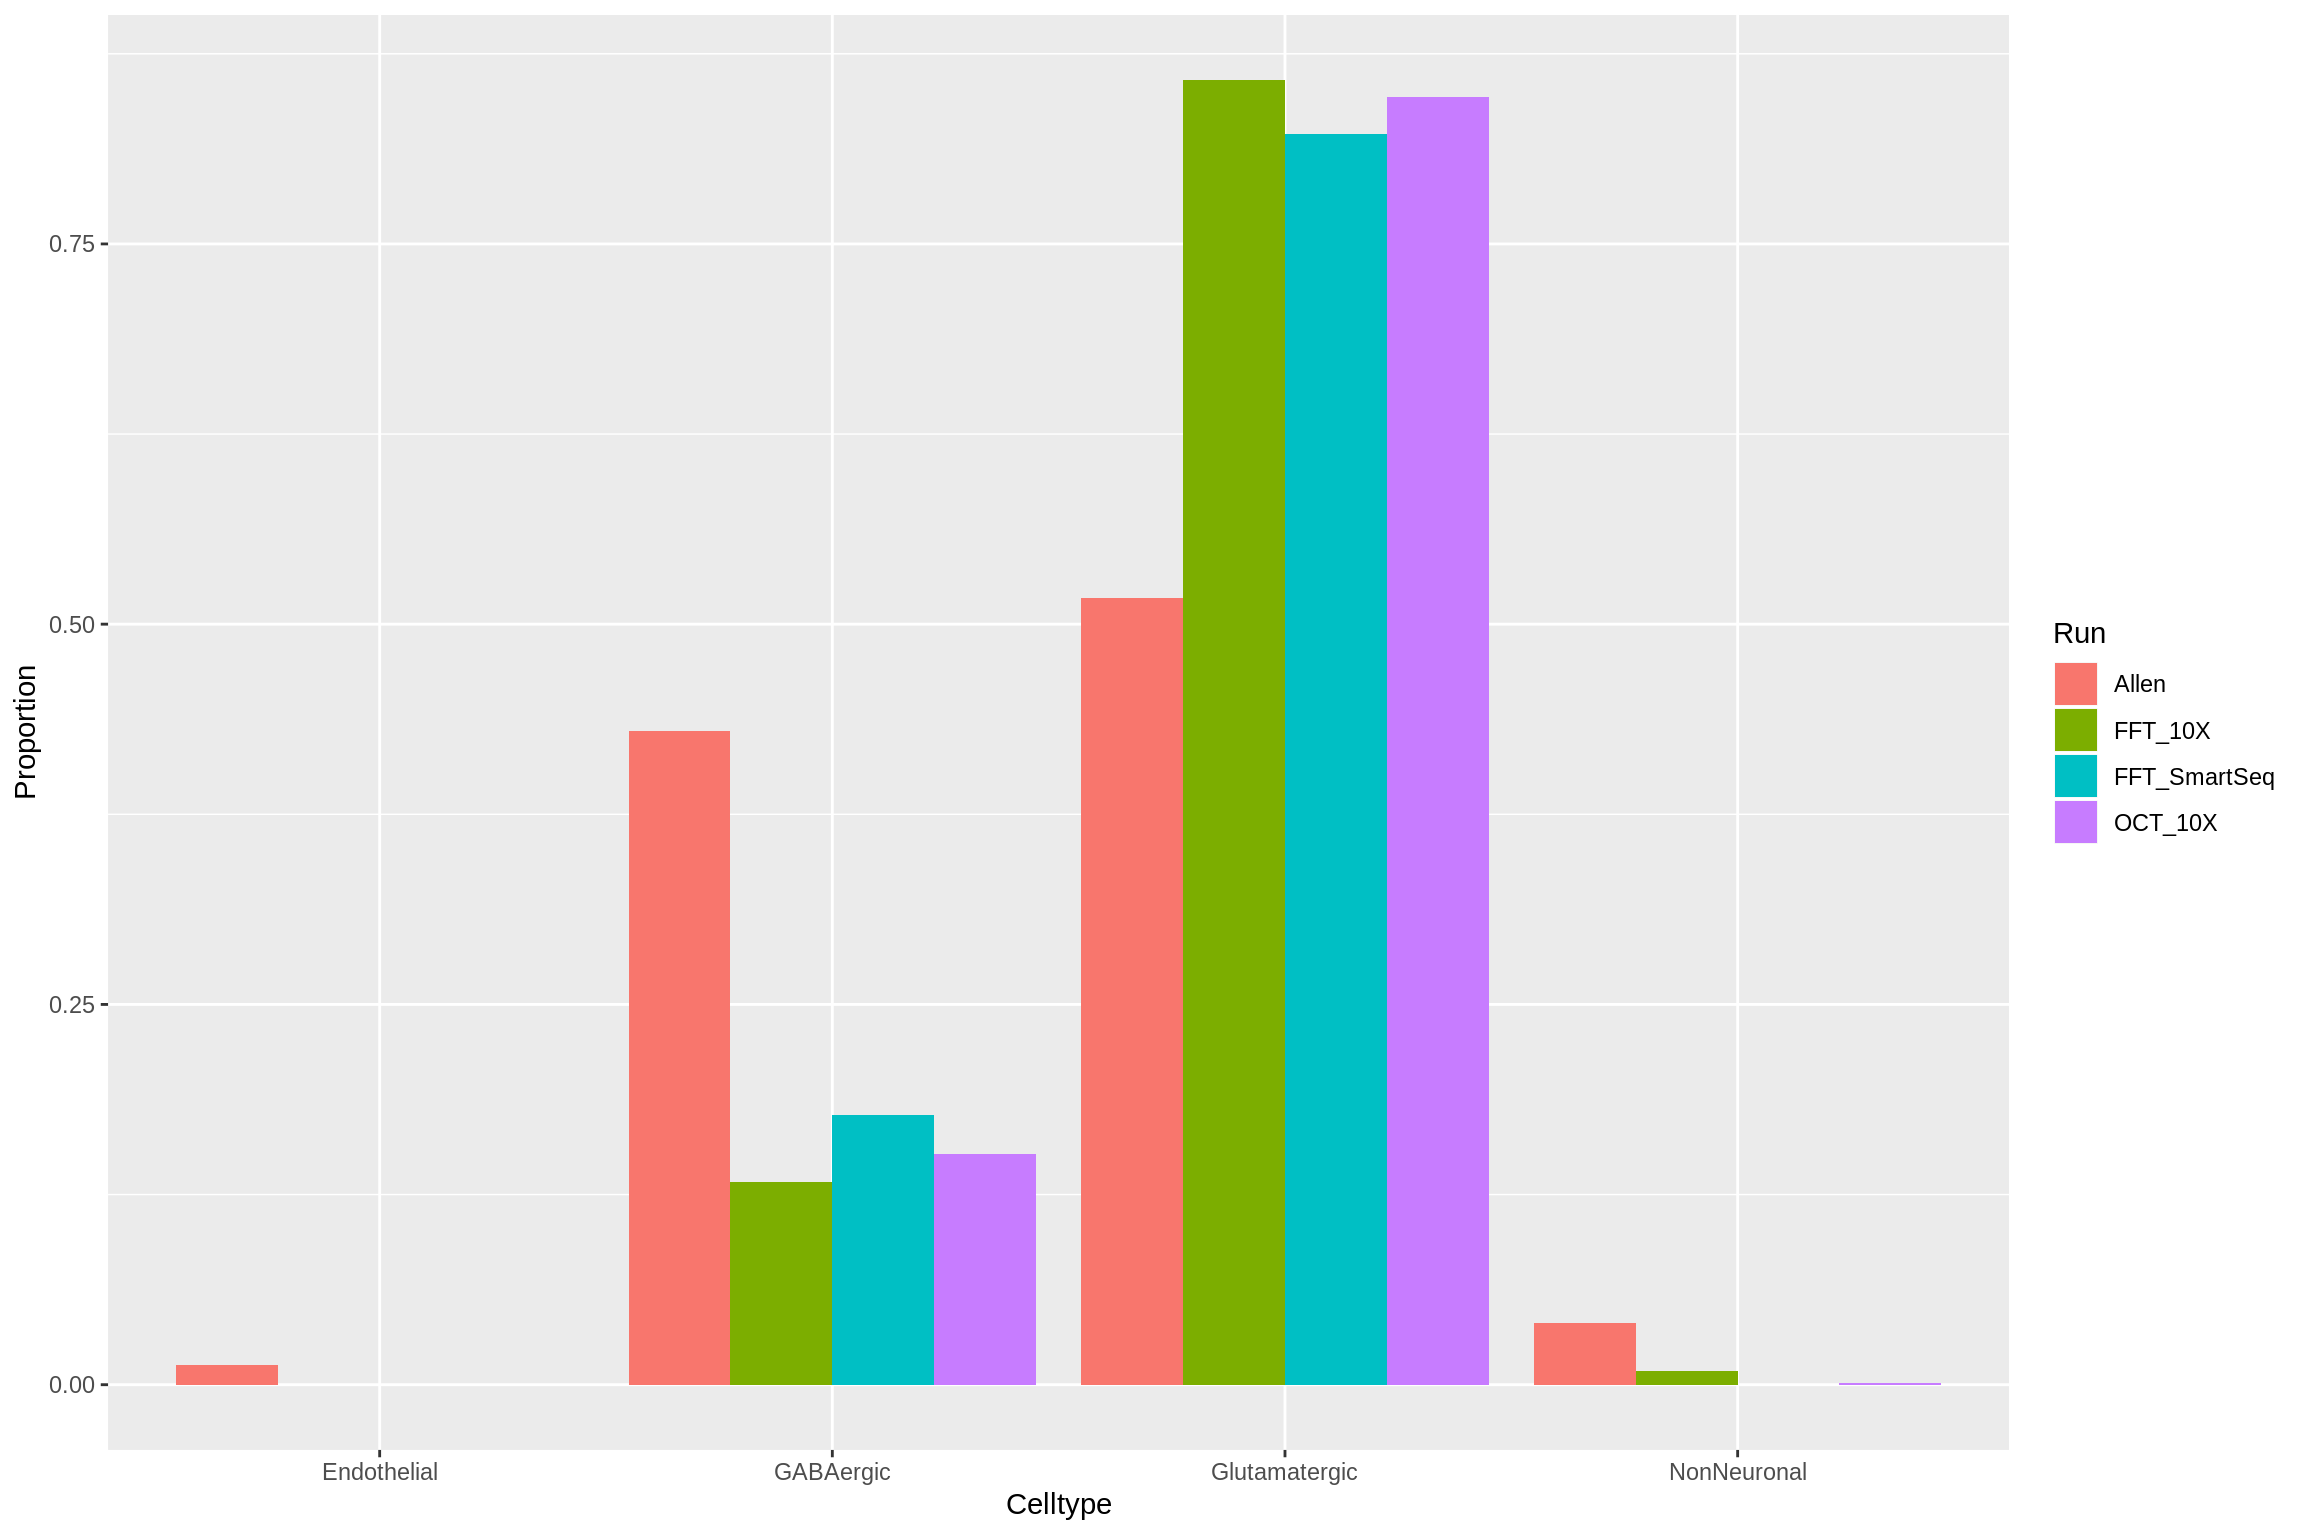 Proportion
0.75
0.50
0.25
0.00
Endothelial
GABAergic
Glutamatergic
NonNeuronal
Celltype
Run
Allen
FFT_10X
FFT_SmartSeq
OCT_10X